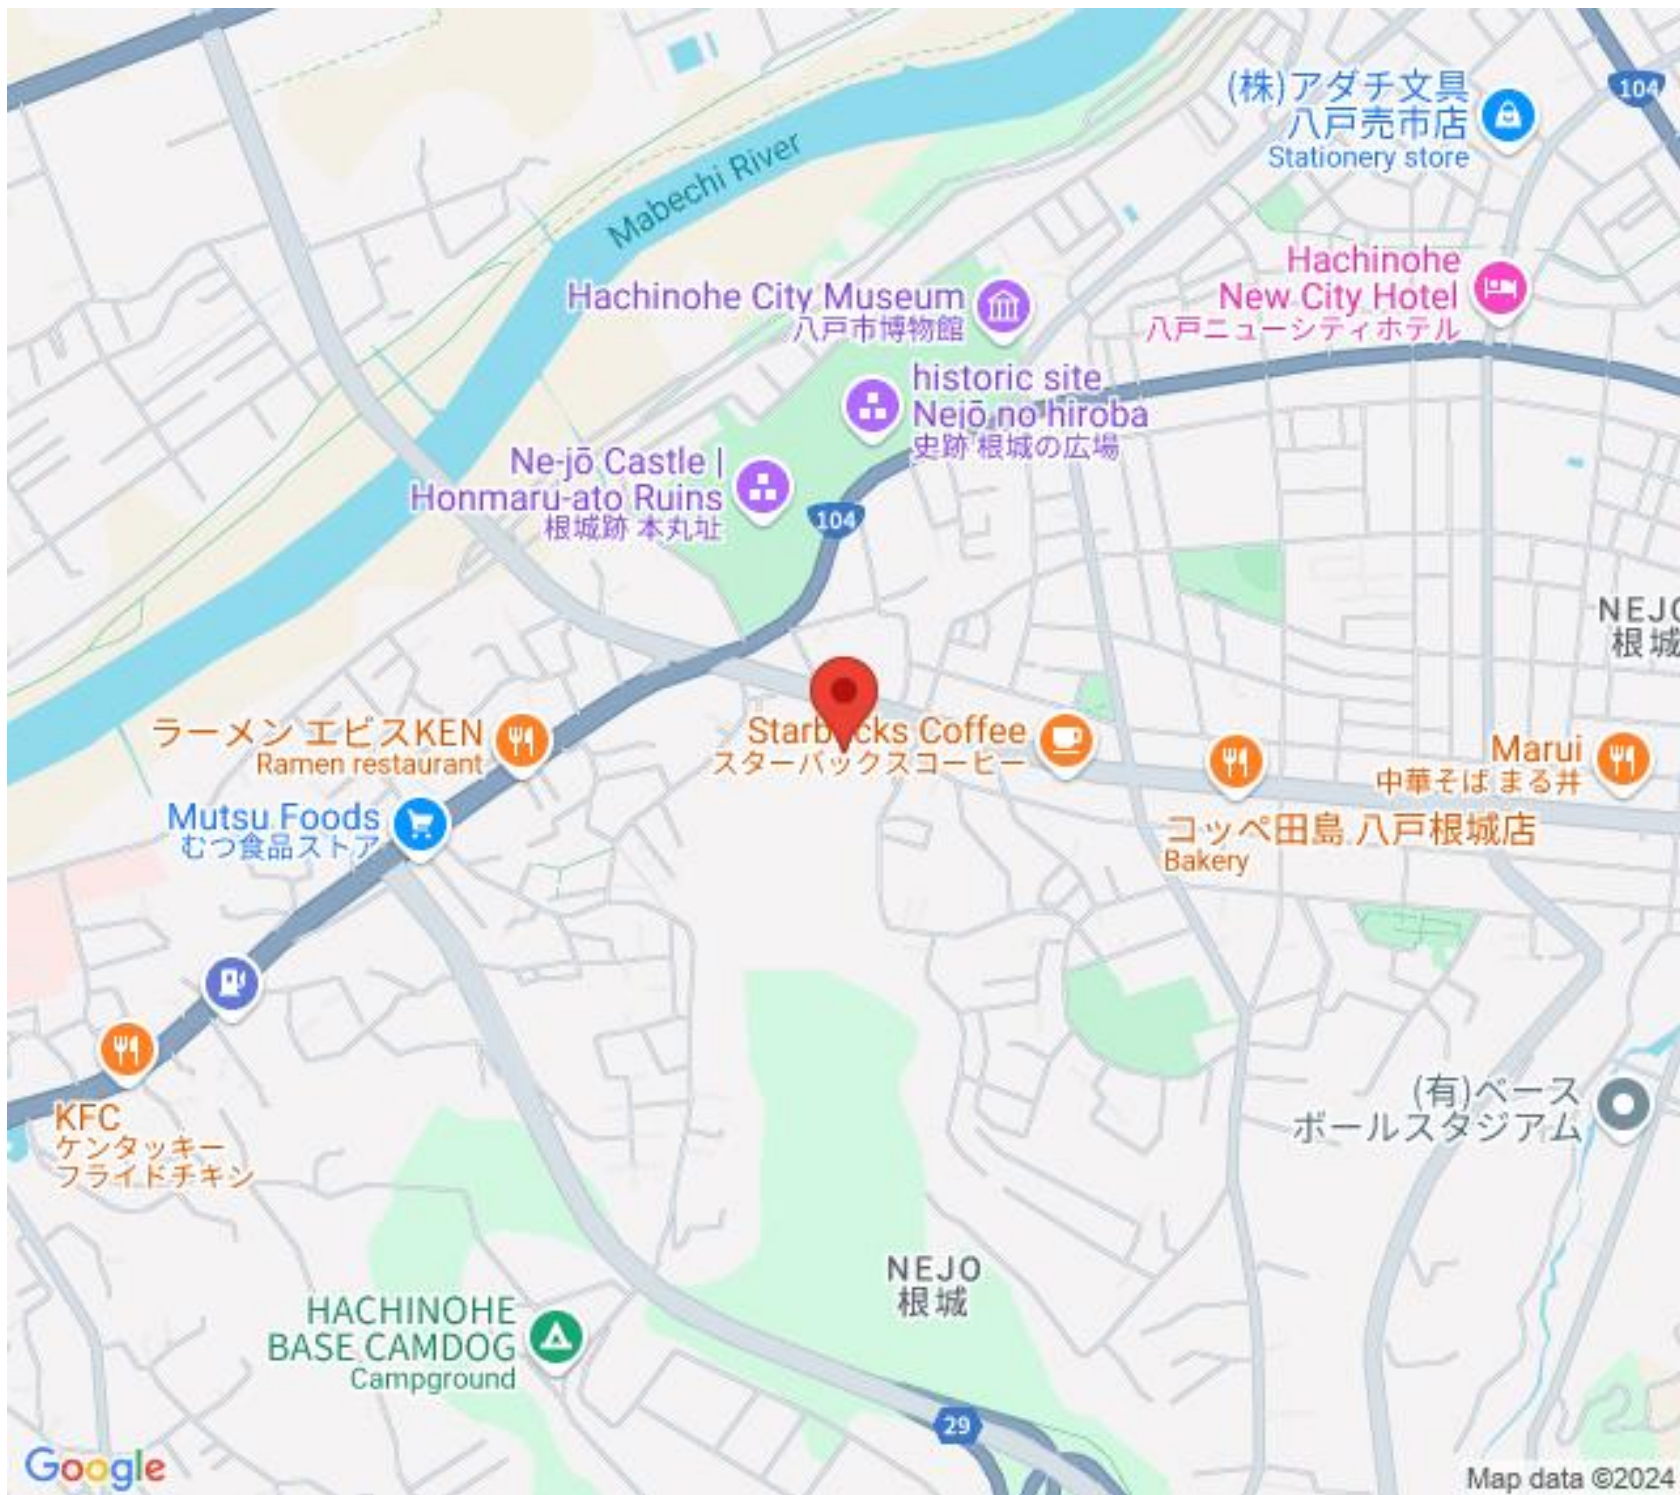 (株)アダチ文具
八戸売市店
Stationery store
104
Mabechi River
Hachinohe
New City Hotel
八戸ニューシティホテル
Hachinohe City Museum
八戸市博物館
historic site
Nejō no hiroba
史跡 根城の広場
Ne-jō Castle |
Honmaru-ato Ruins
根城跡 本丸址
104
NEJO
根城
ラーメン エビスKEN
Ramen restaurant
Starbucks Coffee
スターバックスコーヒー
Marui
中華そば まる井
Mutsu Foods
むつ食品ストア
コッペ田島 八戸根城店
Bakery
KFC
ケンタッキー
フライドチキン
(有)ベース
ボールスタジアム
NEJO
根城
HACHINOHE
BASE CAMDOG
Campground
29
Google
Map data ©2024